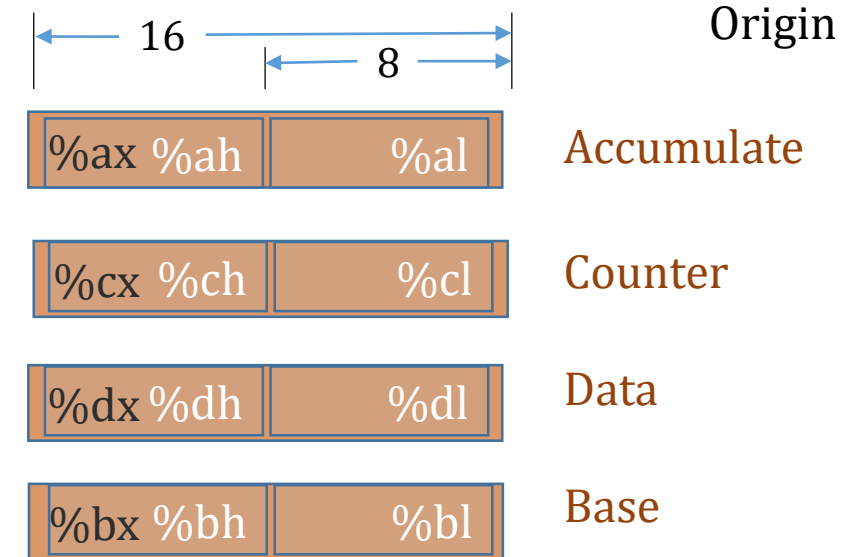 16 Origin
8
%ax %ah %al Accumulate
%cx %ch %cl Counter
%dx %dh %dl Data
%bx %bh %bl Base